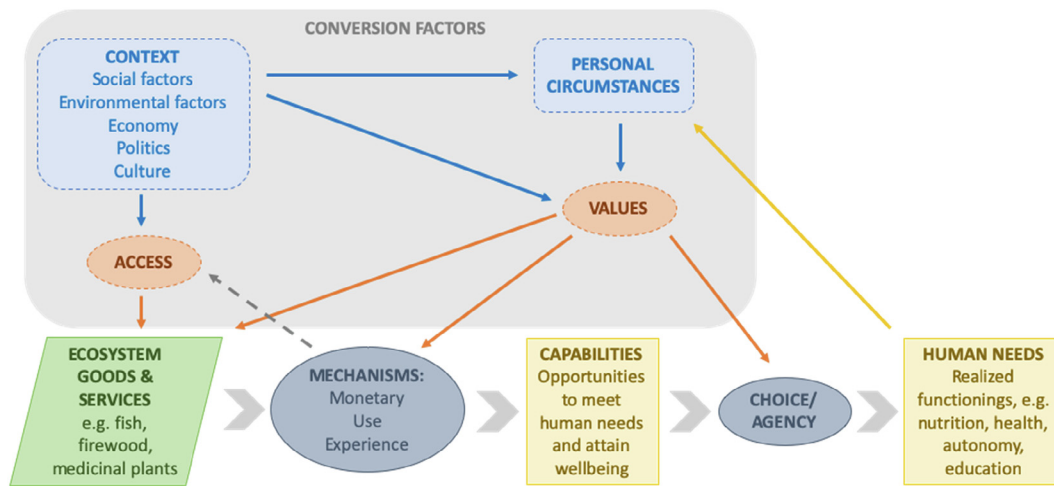 CONVERSION FACTORS
CONTEXT
Social factors
Environmental factors
Economy
Politics
Culture
PERSONAL
CIRCUMSTANCES
VALUES
ACCESS
ECOSYSTEM
GOODS &
SERVICES
e.g. fish,
firewood,
medicinal plants
MECHANISMS:
Monetary
Use
Experience
CAPABILITIES
Opportunities
to meet
human needs
and attain
wellbeing
CHOICE/
AGENCY
HUMAN NEEDS
Realized
functionings, e.g.
nutrition, health,
autonomy,
education